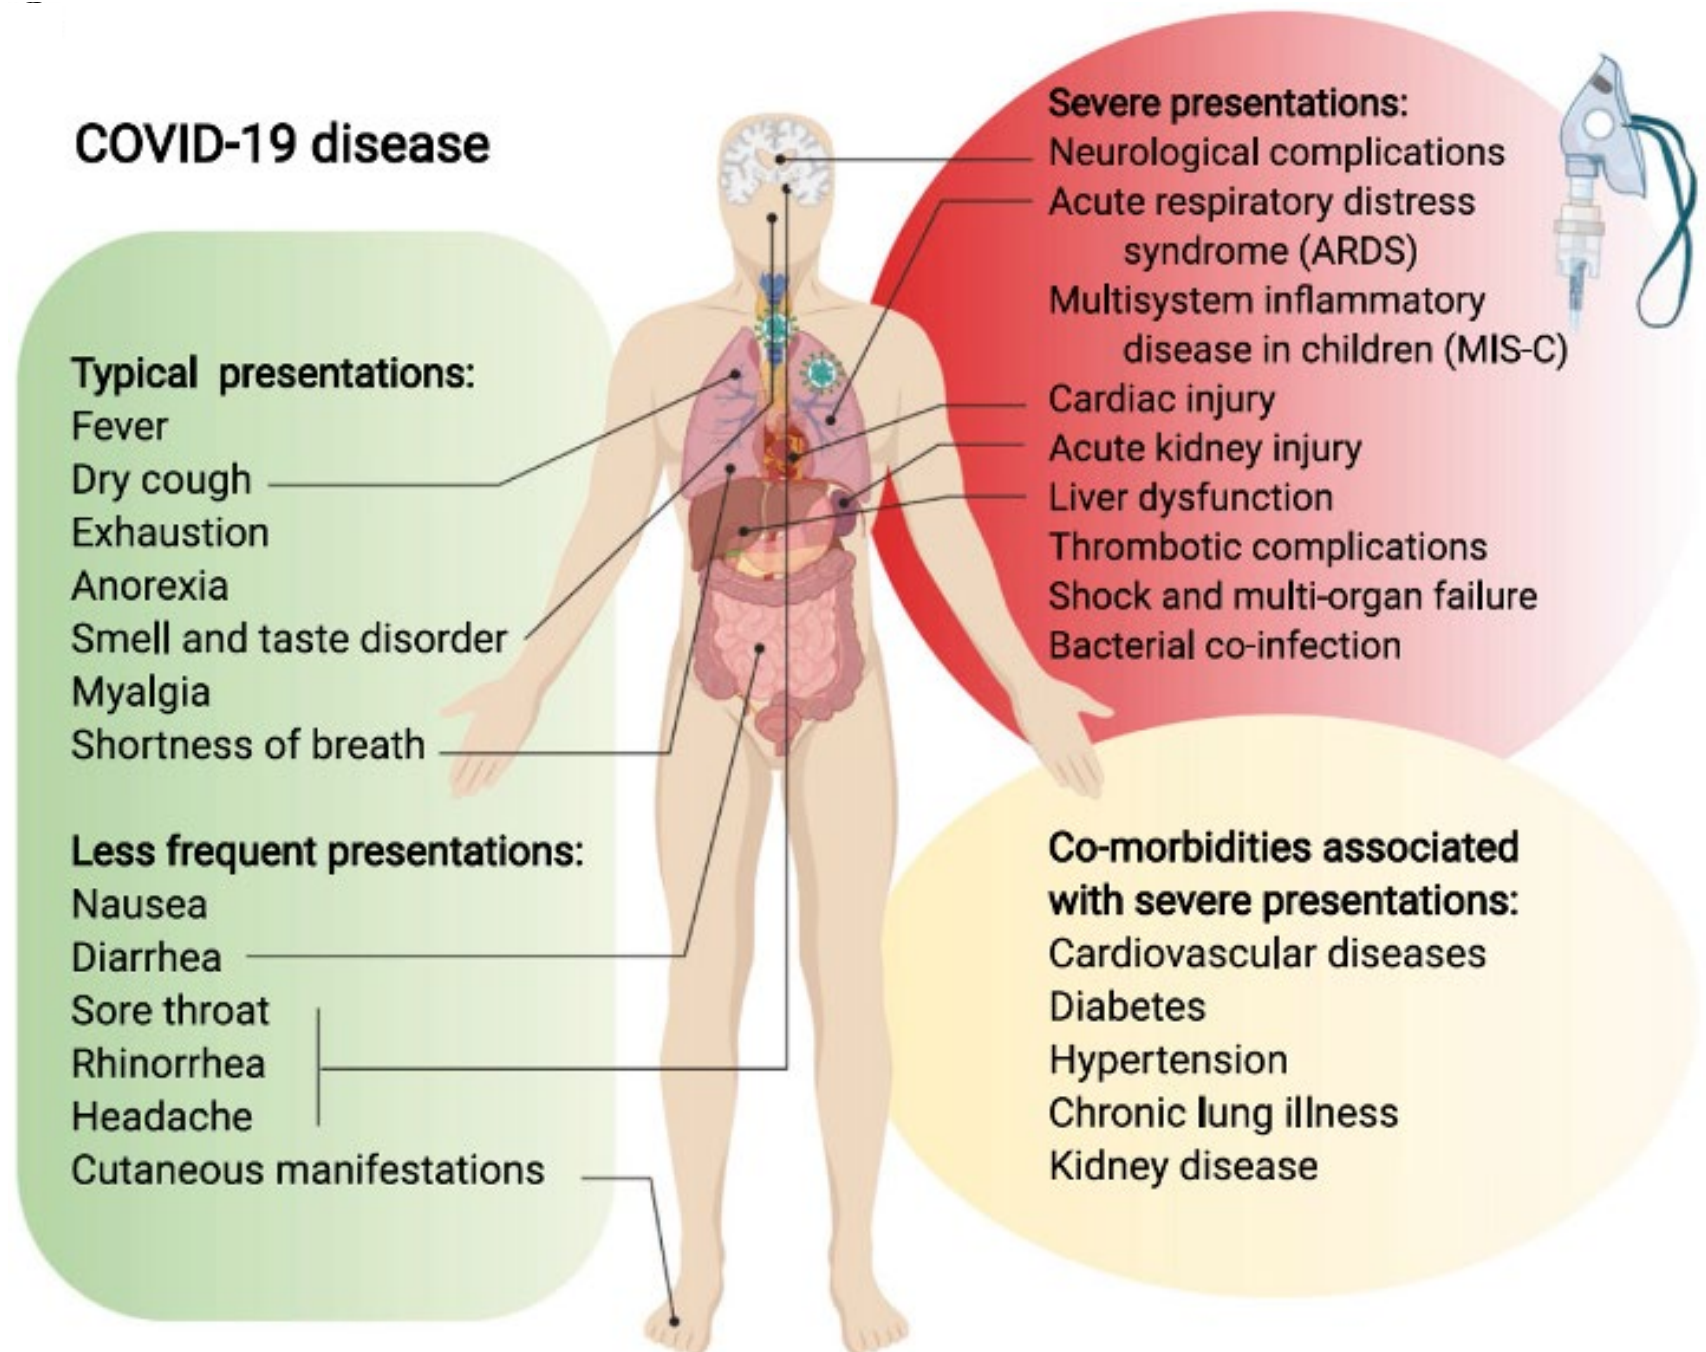 COVID-19 disease
Typical presentations:
Fever
Dry cough
Exhaustion
Anorexia
Smell and taste disorder
Myalgia
Shortness of breath
Less frequent presentations:
Nausea
Diarrhea
Sore throat
Rhinorrhea
Headache
Cutaneous manifestations
Severe presentations:
Neurological complications
Acute respiratory distress
syndrome (ARDS)
Multisystem inflammatory
disease in children (MIS-C)
Cardiac injury
Acute kidney injury
Liver dysfunction
Thrombotic complications
Shock and multi-organ failure
Bacterial co-infection
Co-morbidities associated
with severe presentations:
Cardiovascular diseases
Diabetes
Hypertension
Chronic lung illness
Kidney disease